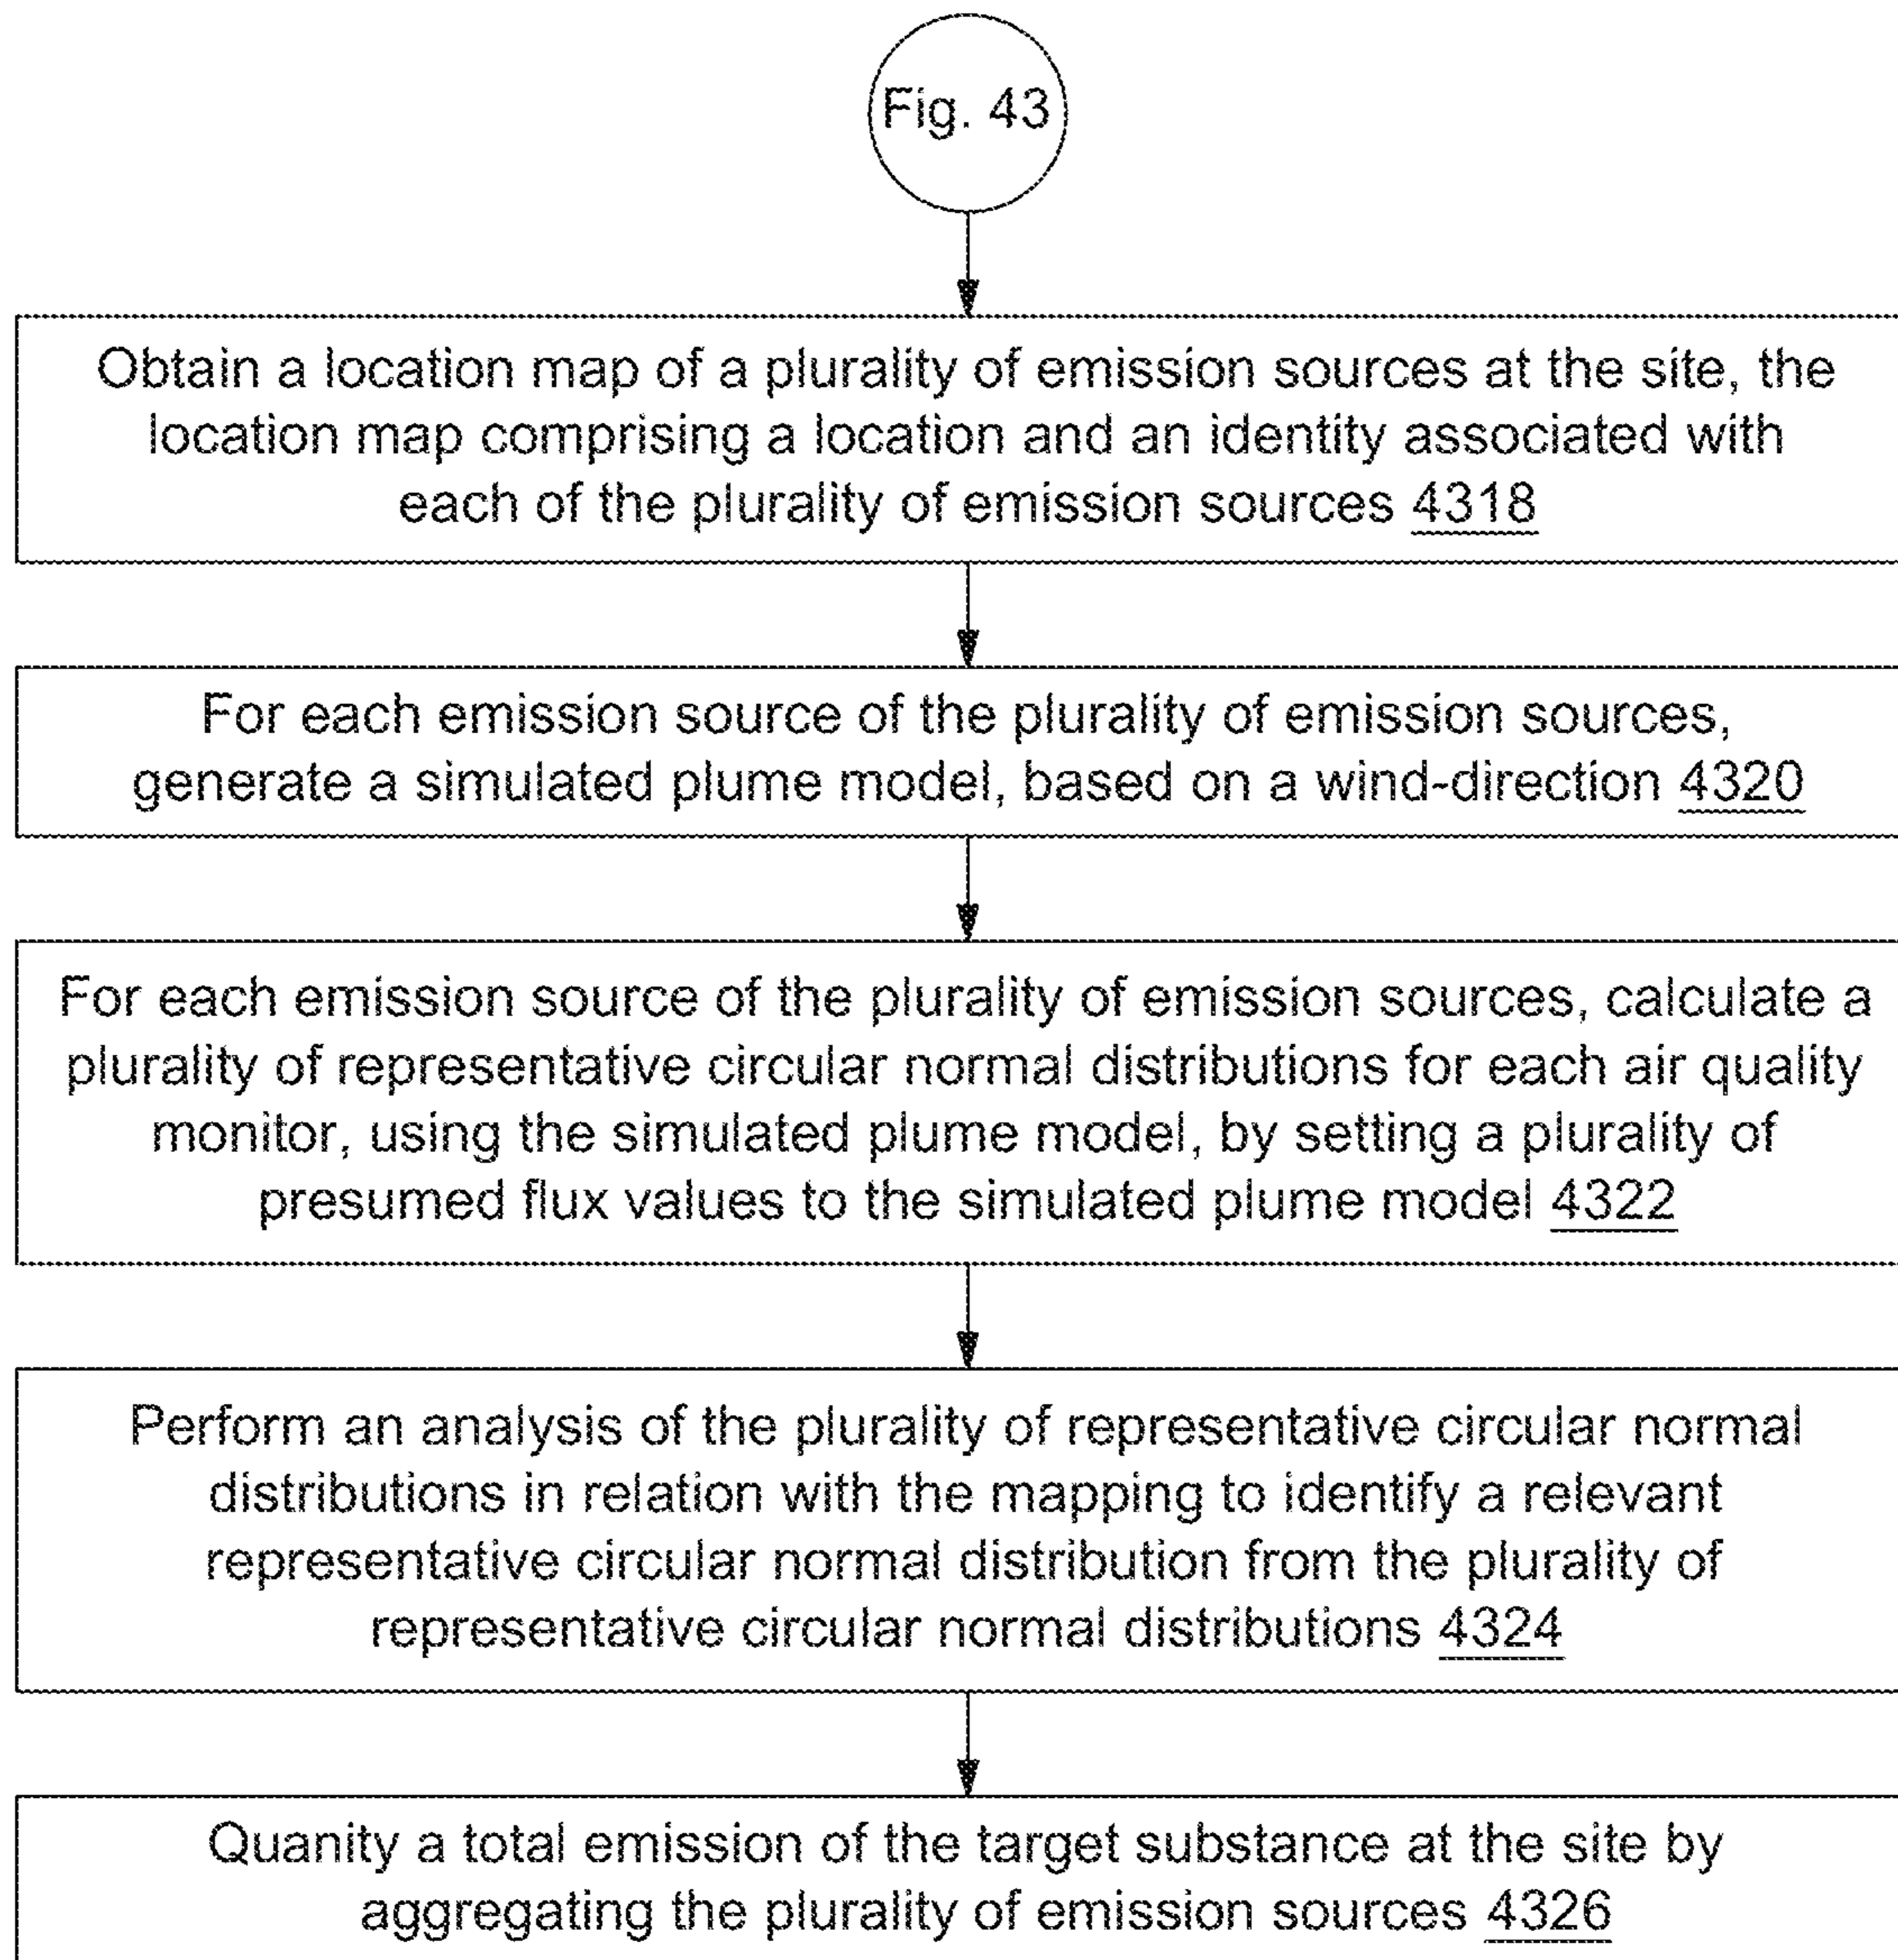 Fig. 43
Obtain a location map of a plurality of emission sources at the site, the
location map comprising a location and an identity associated with
each of the plurality of emission sources 4318
For each emission source of the plurality of emission sources,
generate a simulated plume model, based on a wind-direction 4320
For each emission source of the plurality of emission sources, calculate a
plurality of representative circular normal distributions for each air quality
monitor, using the simulated plume model, by setting a plurality of
presumed flux values to the simulated plume model 4322
Perform an analysis of the plurality of representative circular normal
distributions in relation with the mapping to identify a relevant
representative circular normal distribution from the plurality of
representative circular normal distributions 4324
Quanity a total emission of the target substance at the site by
aggregating the plurality of emission sources 4326